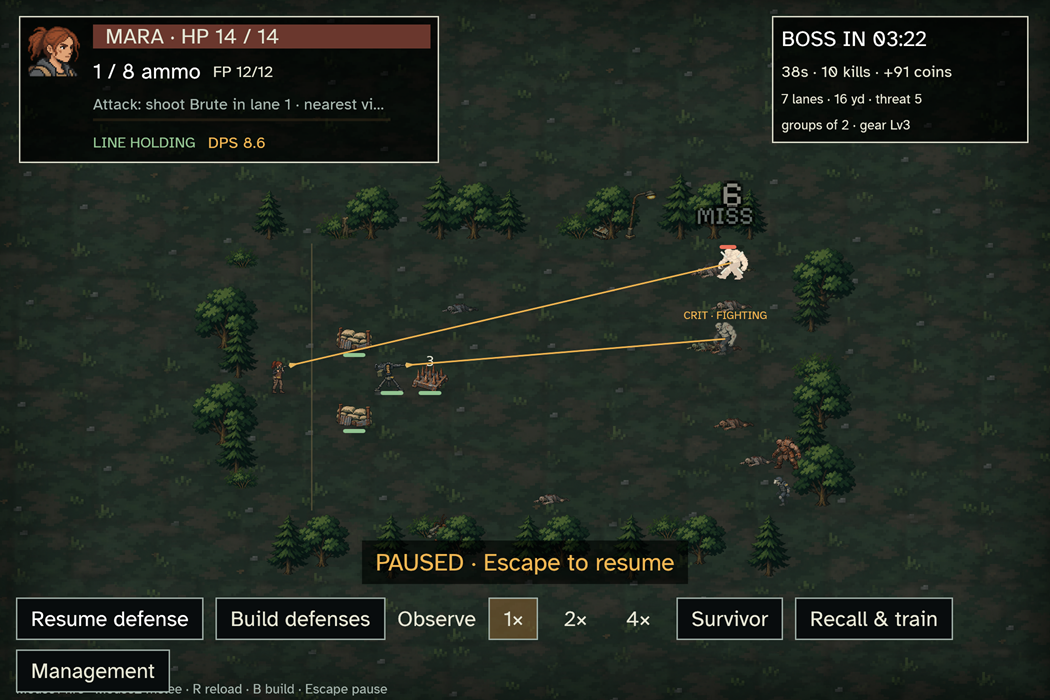 MARA · HP 14 / 14
1 / 8 ammo FP 12/12
Attack: shoot Brute in lane 1 · nearest vi...
LINE HOLDING DPS 8.6
BOSS IN 03:22
38s · 10 kills · +91 coins
7 lanes · 16 yd · threat 5
groups of 2 · gear Lv3
6
MISS
CRIT · FIGHTING
3
PAUSED · Escape to resume
Resume defense Build defenses Observe 1× 2× 4× Survivor Recall & train
Management
· R reload · B build · Escape pause